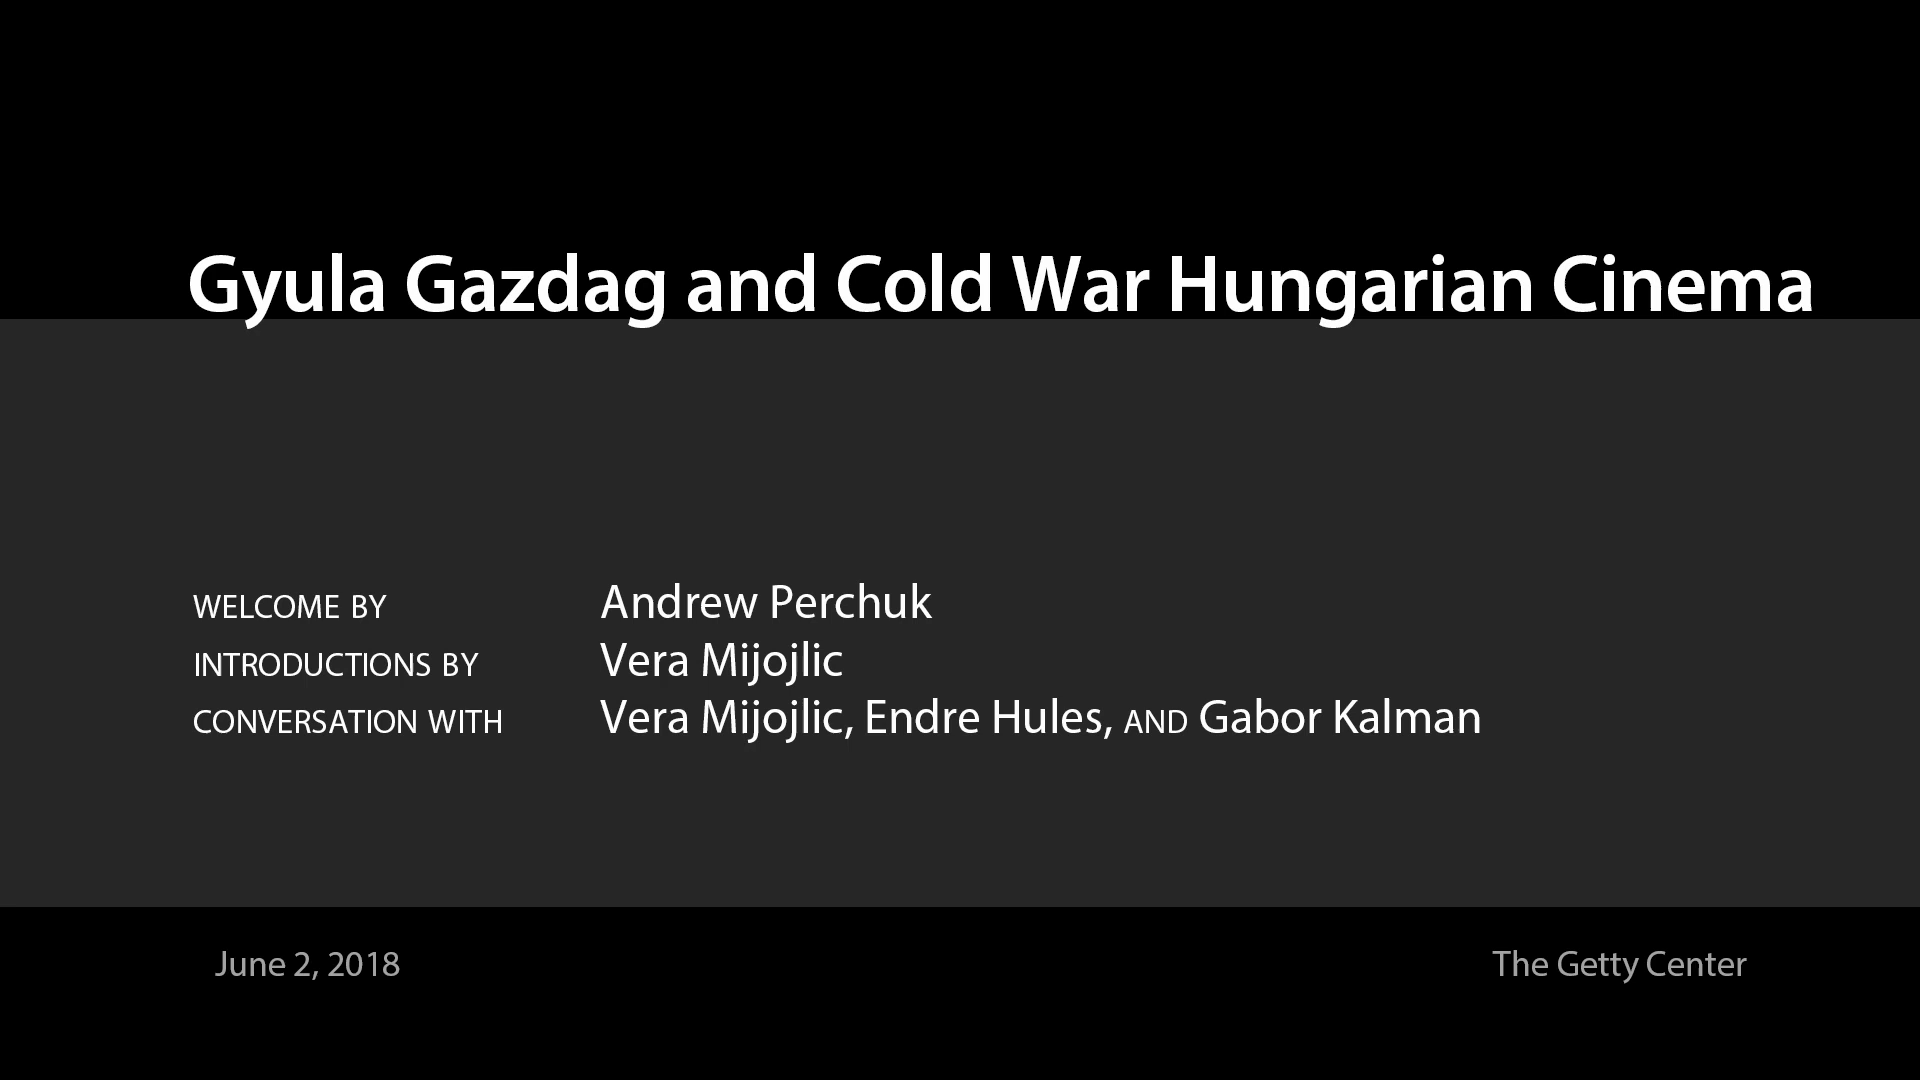 Gyula Gazdag and Cold War Hungarian Cinema
WELCOME BY Andrew Perchuk
INTRODUCTIONS BY Vera Mijojlic
CONVERSATION WITH Vera Mijojlic, Endre Hules, AND Gabor Kalman
June 2, 2018 The Getty Center